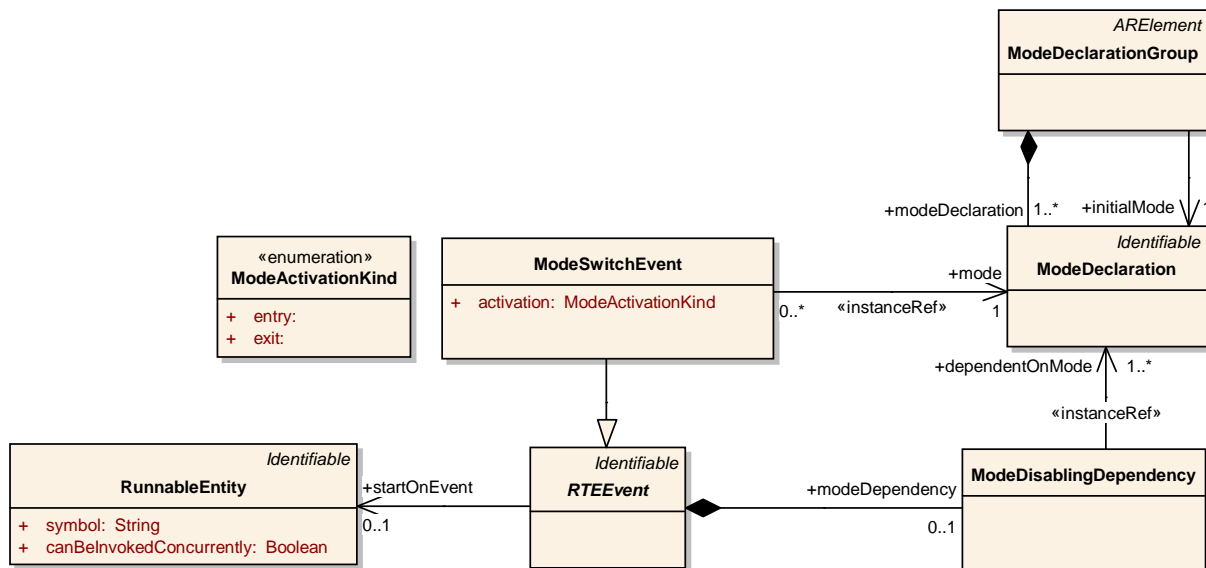 ARElement
ModeDeclarationGroup
+modeDeclaration
1..*
+initialMode
1
«enumeration»
ModeActivationKind
+ entry:
+ exit:
ModeSwitchEvent
+ activation: ModeActivationKind
+mode
0..*
«instanceRef»
1
Identifiable
ModeDeclaration
+dependentOnMode
1..*
«instanceRef»
Identifiable
RunnableEntity
+ symbol: String
+ canBeInvokedConcurrently: Boolean
+startOnEvent
0..1
Identifiable
RTEEvent
+modeDependency
0..1
ModeDisablingDependency